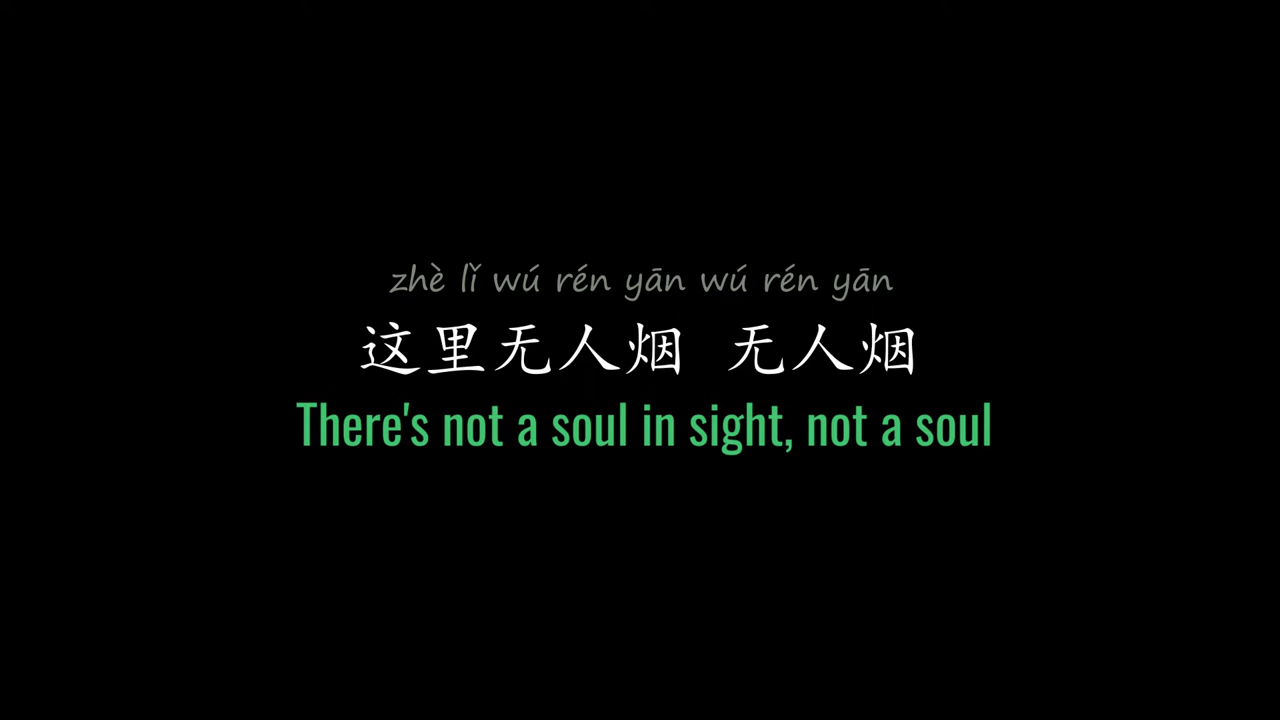 zhè lǐ wú rén yān wú rén yān
这里无人烟 无人烟
There's not a soul in sight, not a soul